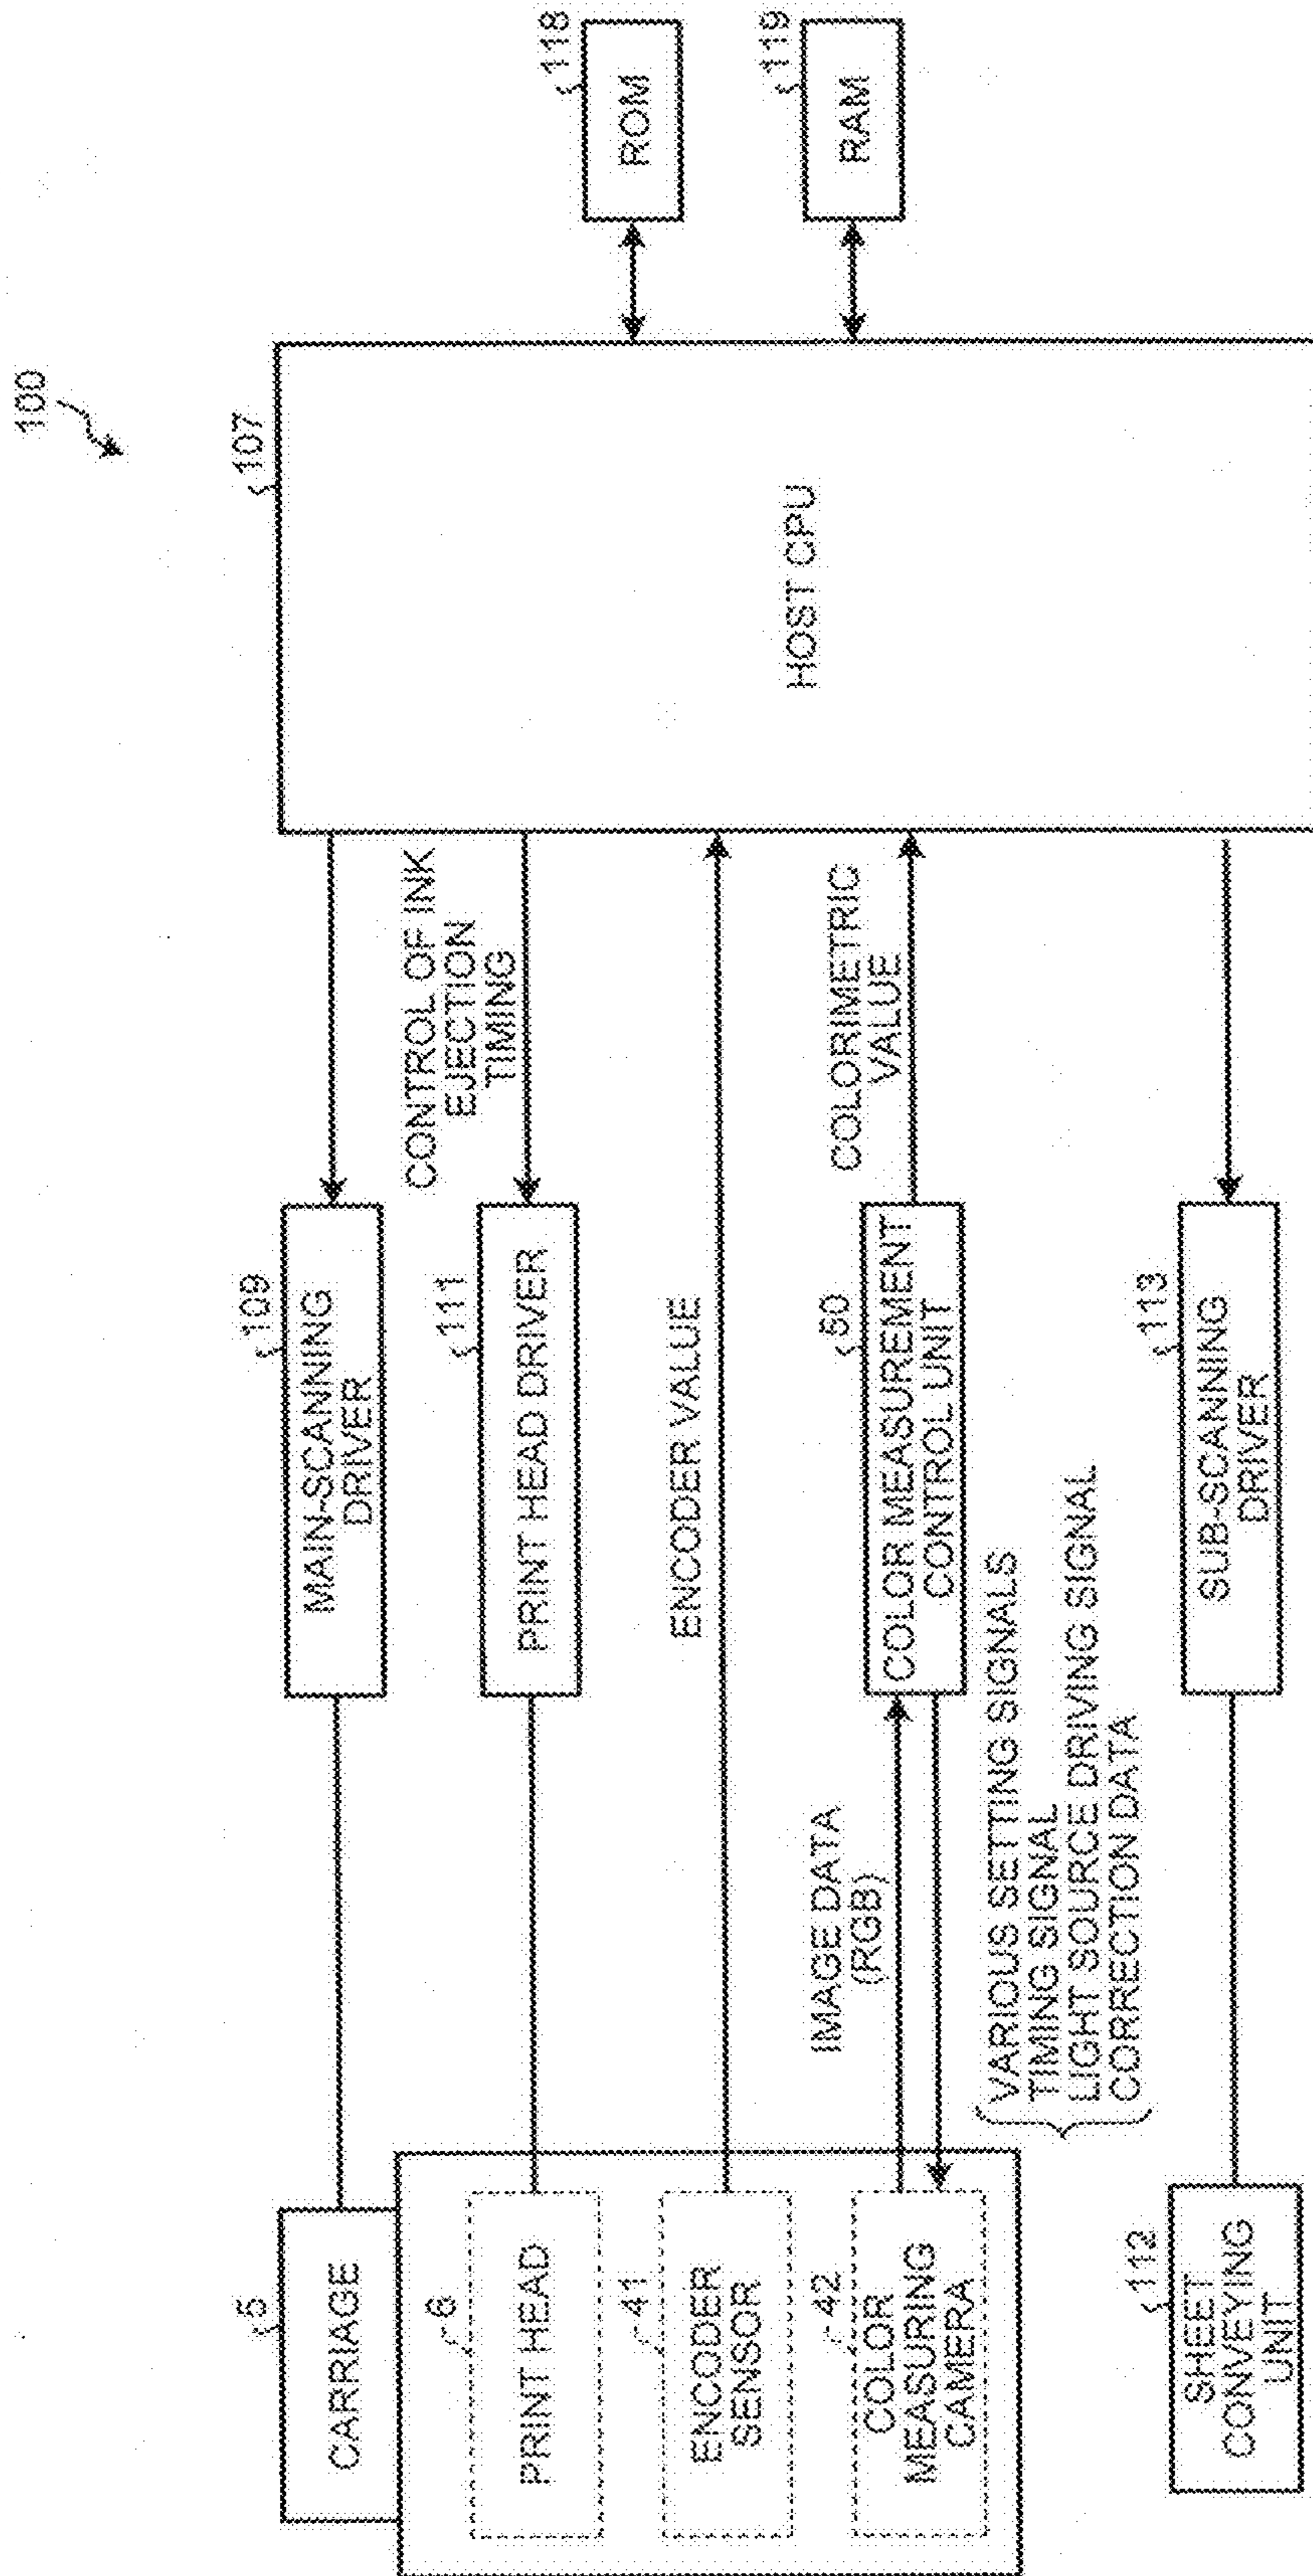 100
107
HOST CPU
118
ROM
119
RAM
109
MAIN-SCANNING
DRIVER
CONTROL OF INK
EJECTION
TIMING
111
PRINT HEAD DRIVER
ENCODER VALUE
COLORIMETRIC
VALUE
50
COLOR MEASUREMENT
CONTROL UNIT
113
SUB-SCANNING
DRIVER
IMAGE DATA
(RGB)
VARIOUS SETTING SIGNALS
TIMING SIGNAL
LIGHT SOURCE DRIVING SIGNAL
CORRECTION DATA
5
CARRIAGE
6
PRINT HEAD
41
ENCODER
SENSOR
42
COLOR
MEASURING
CAMERA
112
SHEET
CONVEYING
UNIT